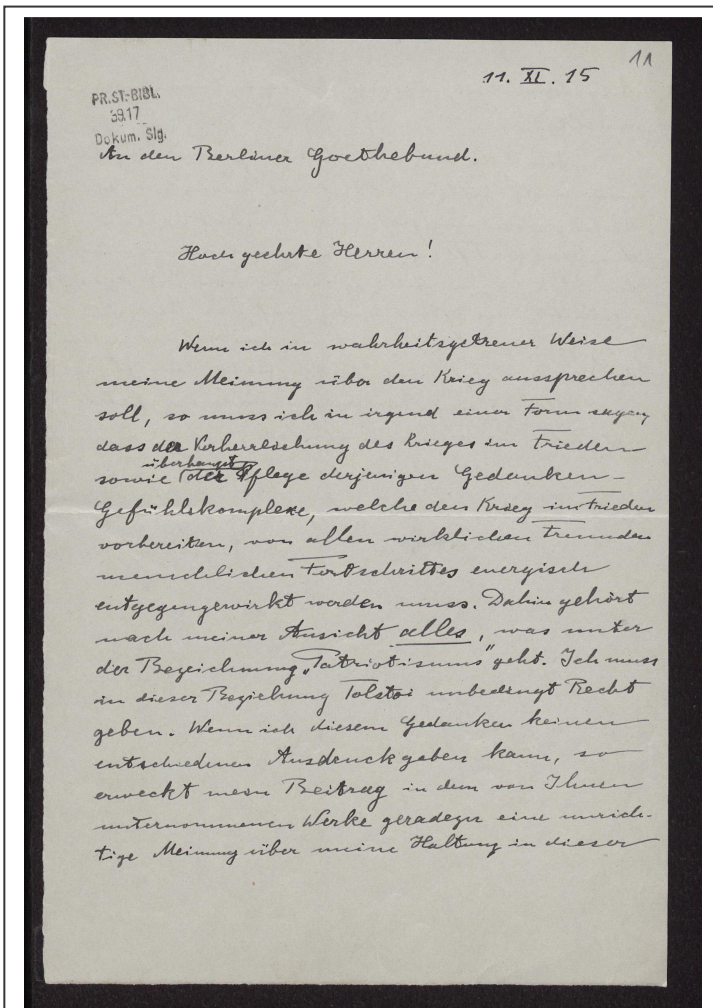 11
11. XI. 15
PR.ST.-BIBL.
39.17
Dokum. Slg.
An den Berliner Goethebund.
Hoch geehrte Herren!
Wenn ich in wahrheitsgetreuer Weise
meine Meinung über den Krieg aussprechen
soll, so muss ich in irgend einer Form sagen,
dass der Verherrlichung des Krieges im Frieden
überhaupt
sowie der Pflege derjenigen Gedanken-
Gefühlskomplexe, welche den Krieg im Frieden
vorbereiten, von allen wirklichen Freunden
menschlichen Fortschrittes energisch
entgegengewirkt werden muss. Dahin gehört
nach meiner Ansicht alles, was unter
der Bezeichnung „Patriotismus" geht. Ich muss
in dieser Beziehung Tolstoi unbedingt Recht
geben. Wenn ich diesem Gedanken keinen
entschiedenen Ausdruck geben kann, so
erweckt mein Beitrag in dem von Ihnen
unternommenen Werke geradezu eine unrich-
tige Meinung über meine Haltung in dieser